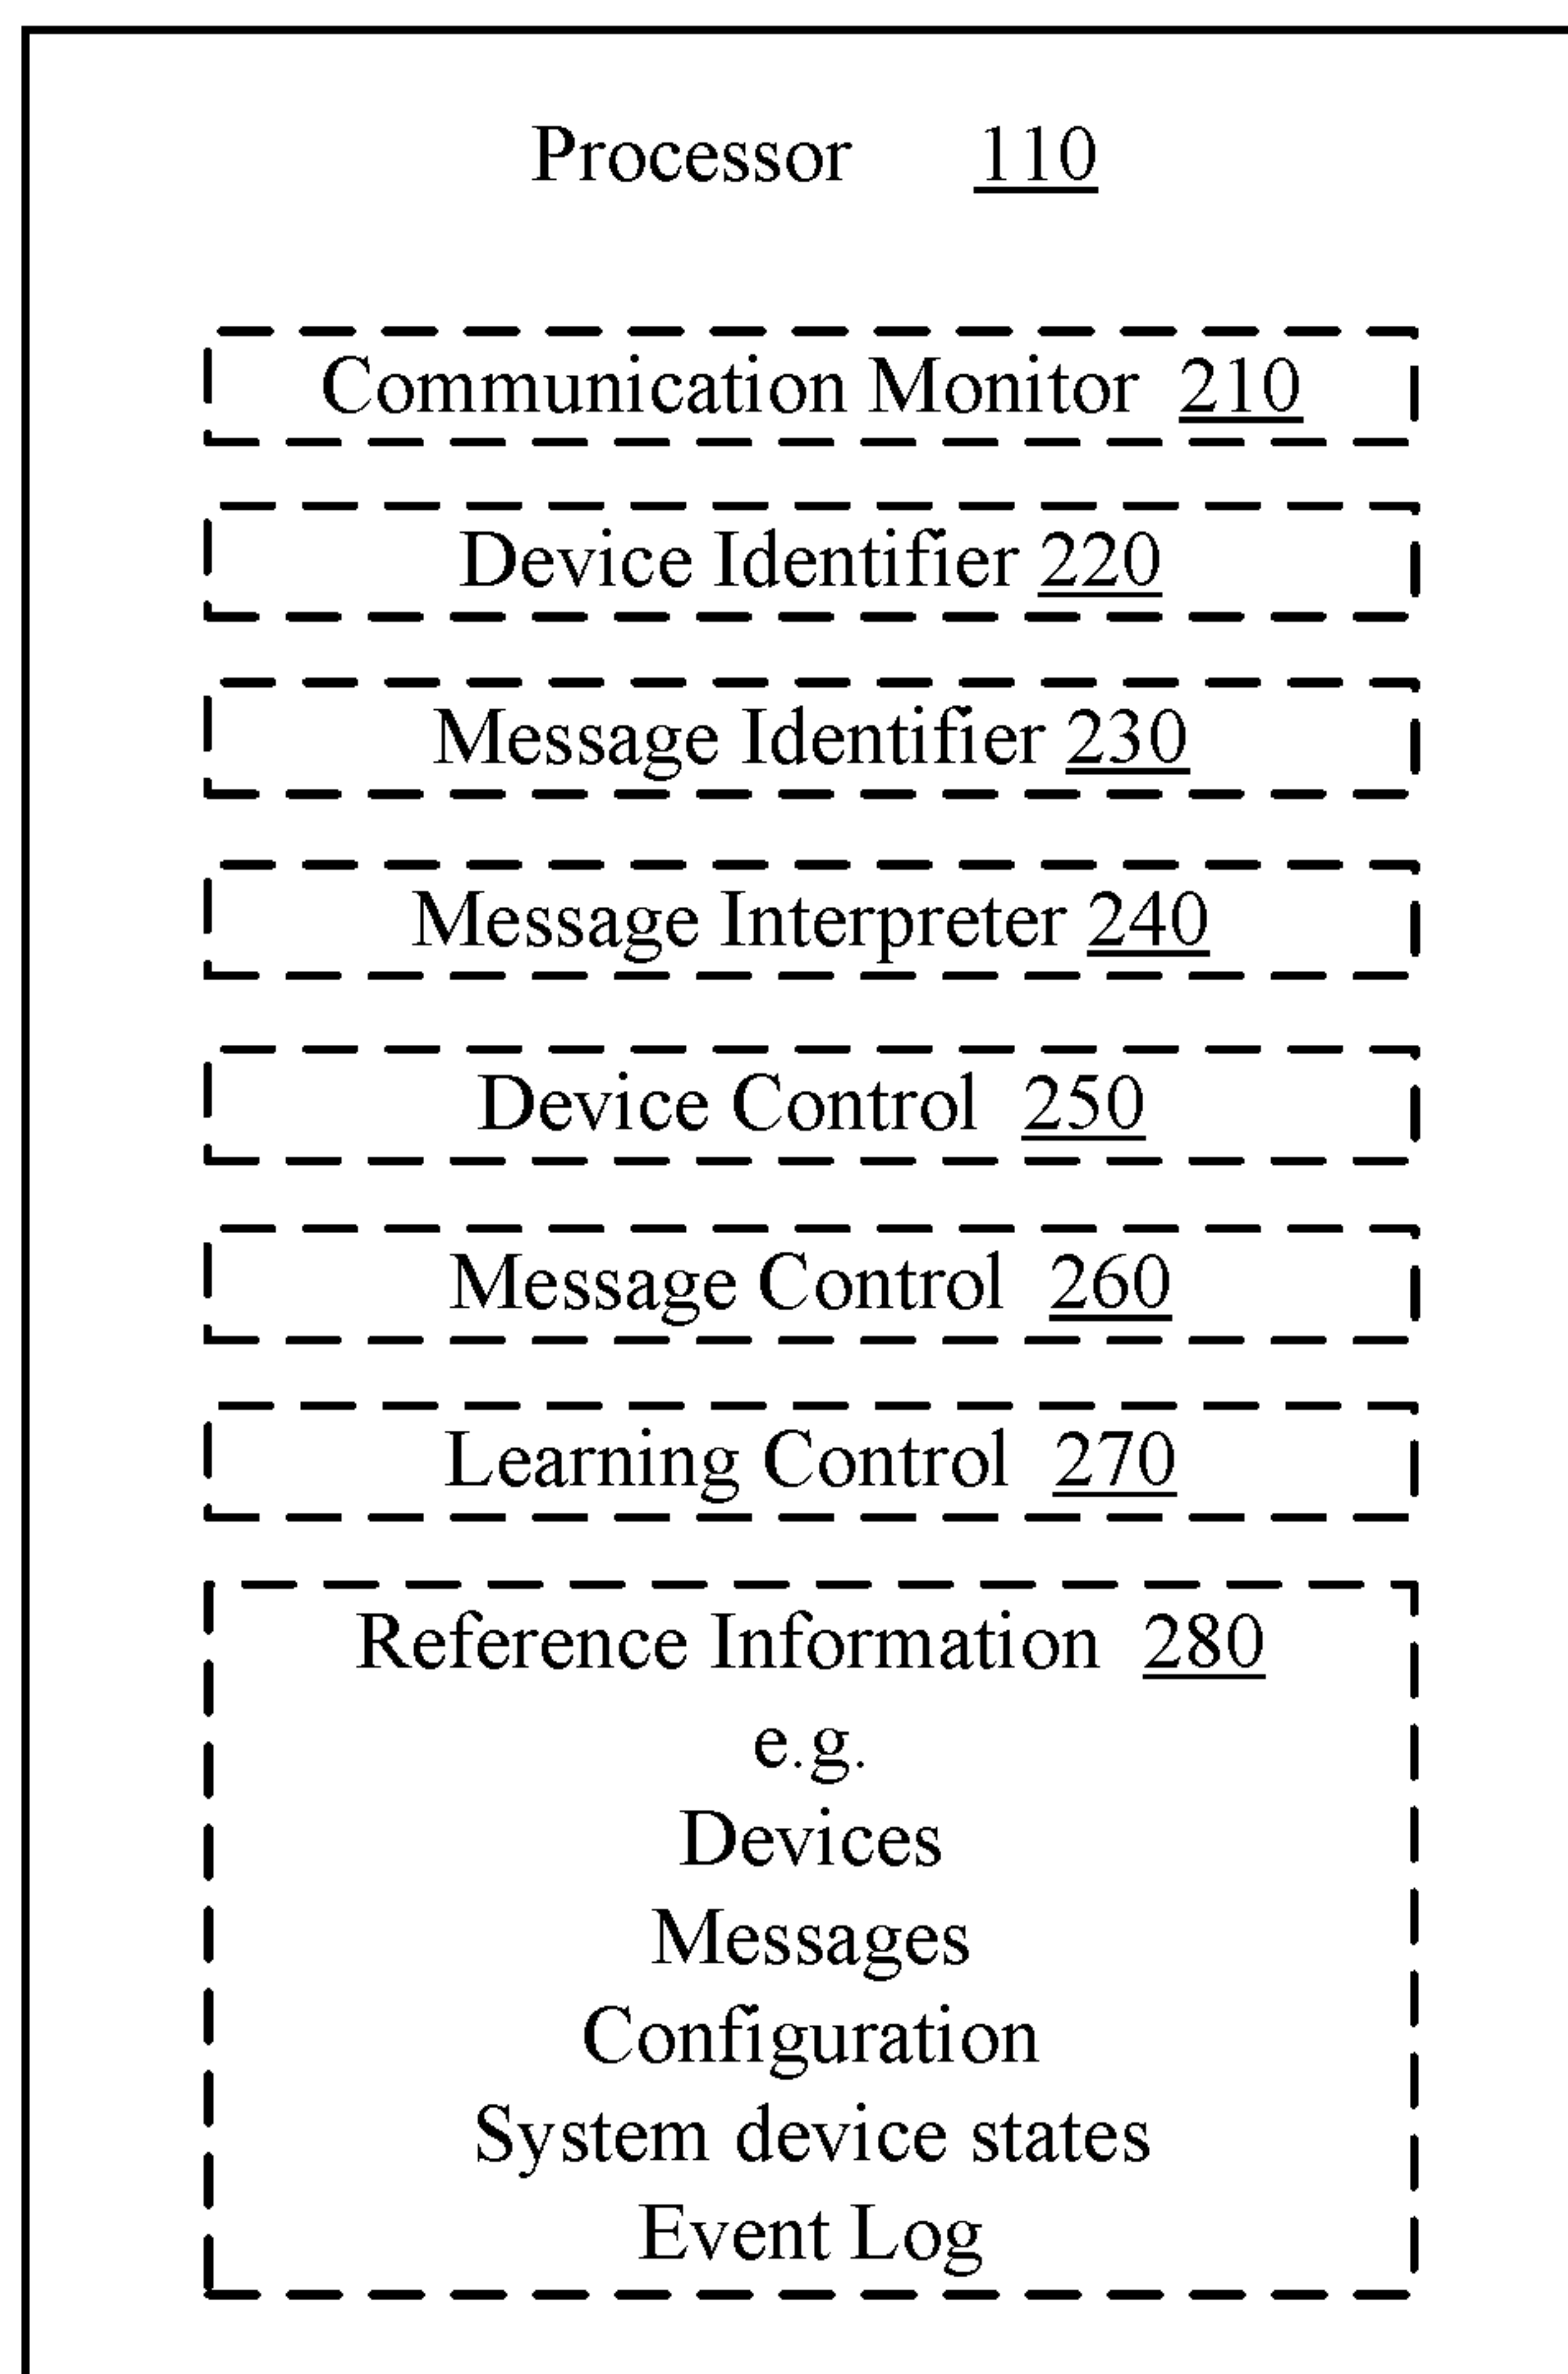 Processor 110
Communication Monitor 210
Device Identifier 220
Message Identifier 230
Message Interpreter 240
Device Control 250
Message Control 260
Learning Control 270
Reference Information 280
e.g.
Devices
Messages
Configuration
System device states
Event Log